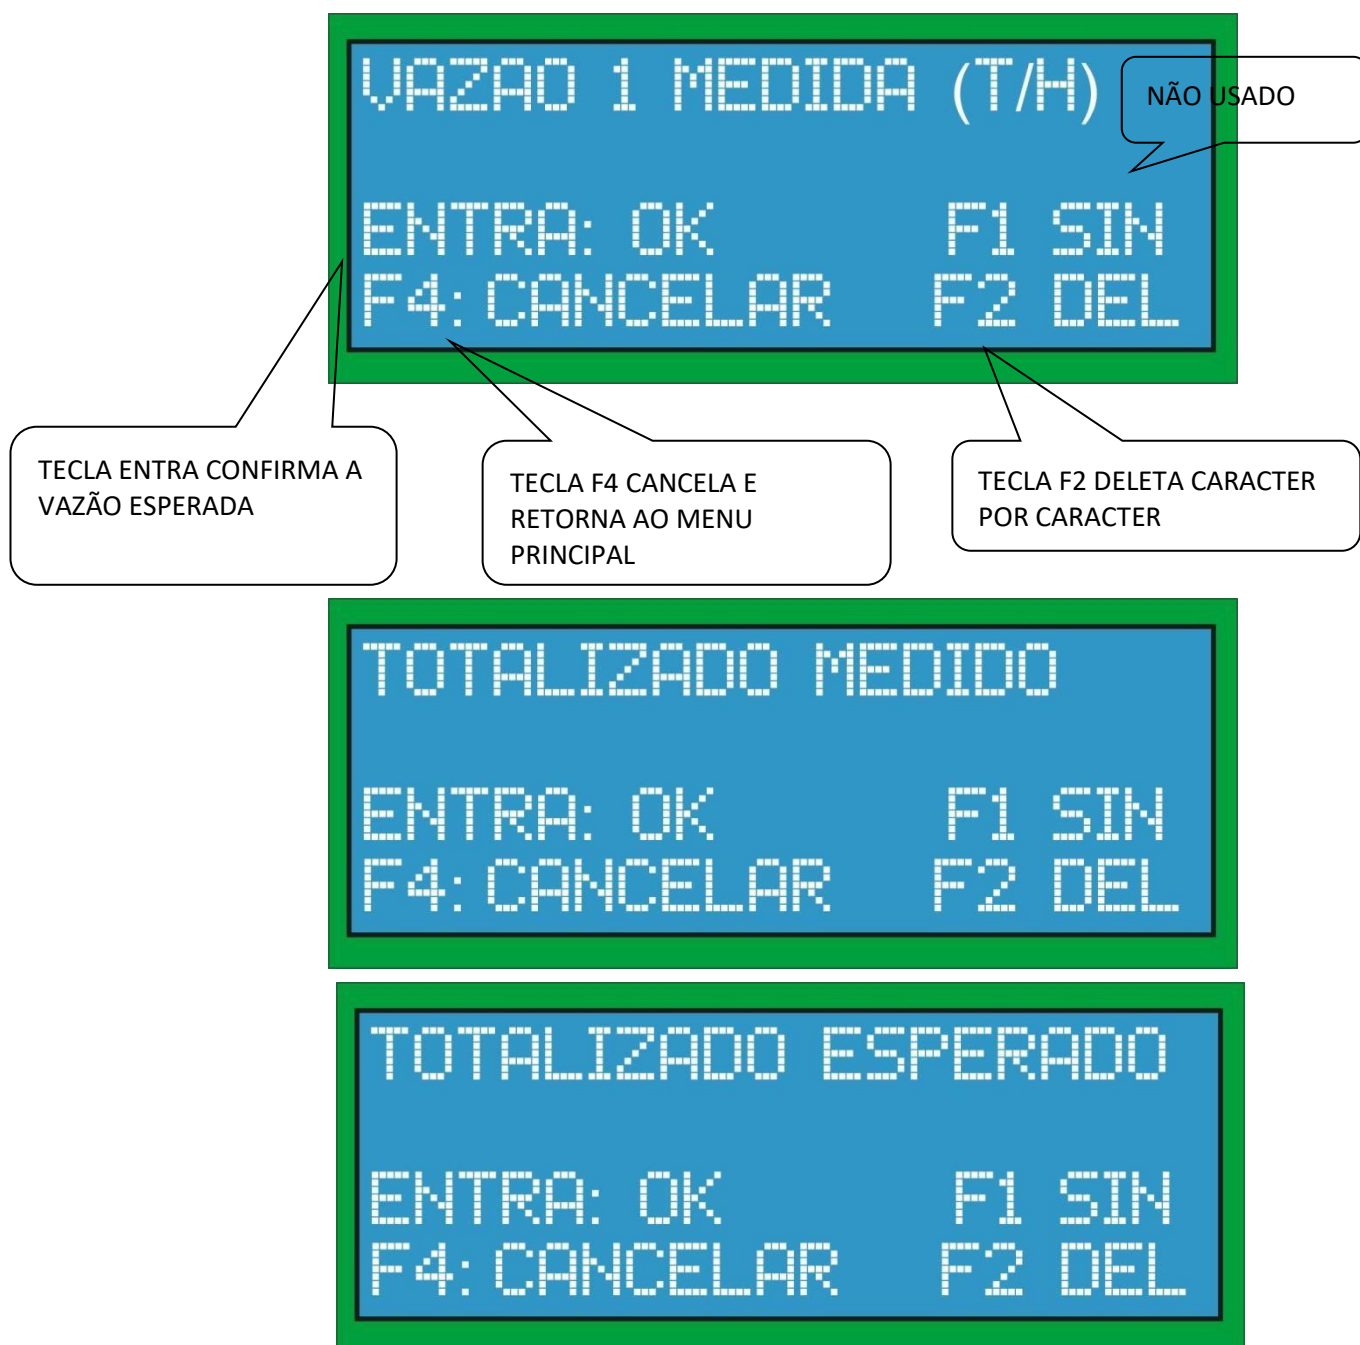 VAZAO 1 MEDIDA (T/H)
NÃO USADO
ENTRA: OK F1 SIN
F4: CANCELAR F2 DEL
TECLA ENTRA CONFIRMA A
VAZÃO ESPERADA
TECLA F4 CANCELA E
RETORNA AO MENU
PRINCIPAL
TECLA F2 DELETA CARACTER
POR CARACTER
TOTALIZADO MEDIDO
ENTRA: OK F1 SIN
F4: CANCELAR F2 DEL
TOTALIZADO ESPERADO
ENTRA: OK F1 SIN
F4: CANCELAR F2 DEL